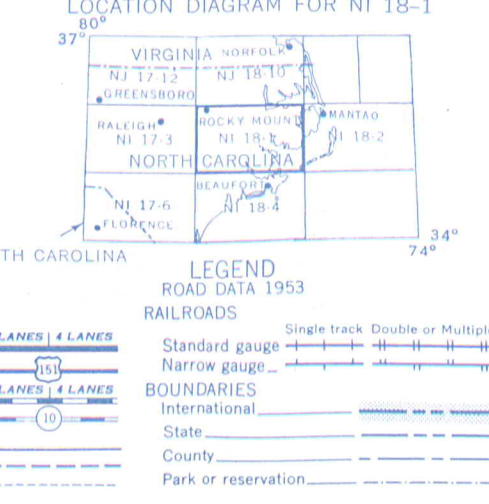 LOCATION DIAGRAM FOR NI 18-1
80°
37°
VIRGINIA NORFOLK
NJ 17-12 NJ 18-10
GREENSBORO
RALEIGH ROCKY MOUNT MANTAO
NI 17-3 NI 18-1 NI 18-2
NORTH CAROLINA
BEAUFORT
NI 17-6 NI 18-4
FLORENCE
34°
74°
TH CAROLINA
LEGEND
ROAD DATA 1953
RAILROADS
Single track Double or Multiple
LANES | 4 LANES
Standard gauge
151
Narrow gauge
LANES | 4 LANES
BOUNDARIES
10
International
State
County
Park or reservation